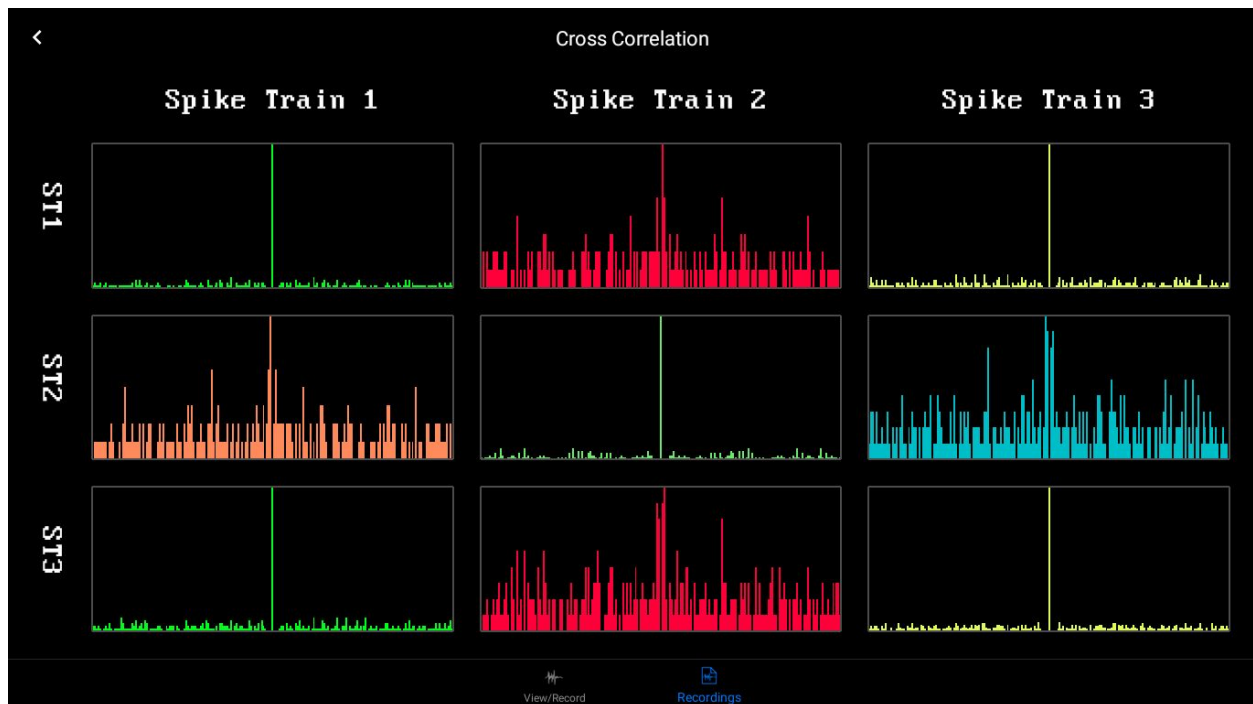 Cross Correlation
Spike Train 1
Spike Train 2
Spike Train 3
ST1
ST2
ST3
View/Record
Recordings